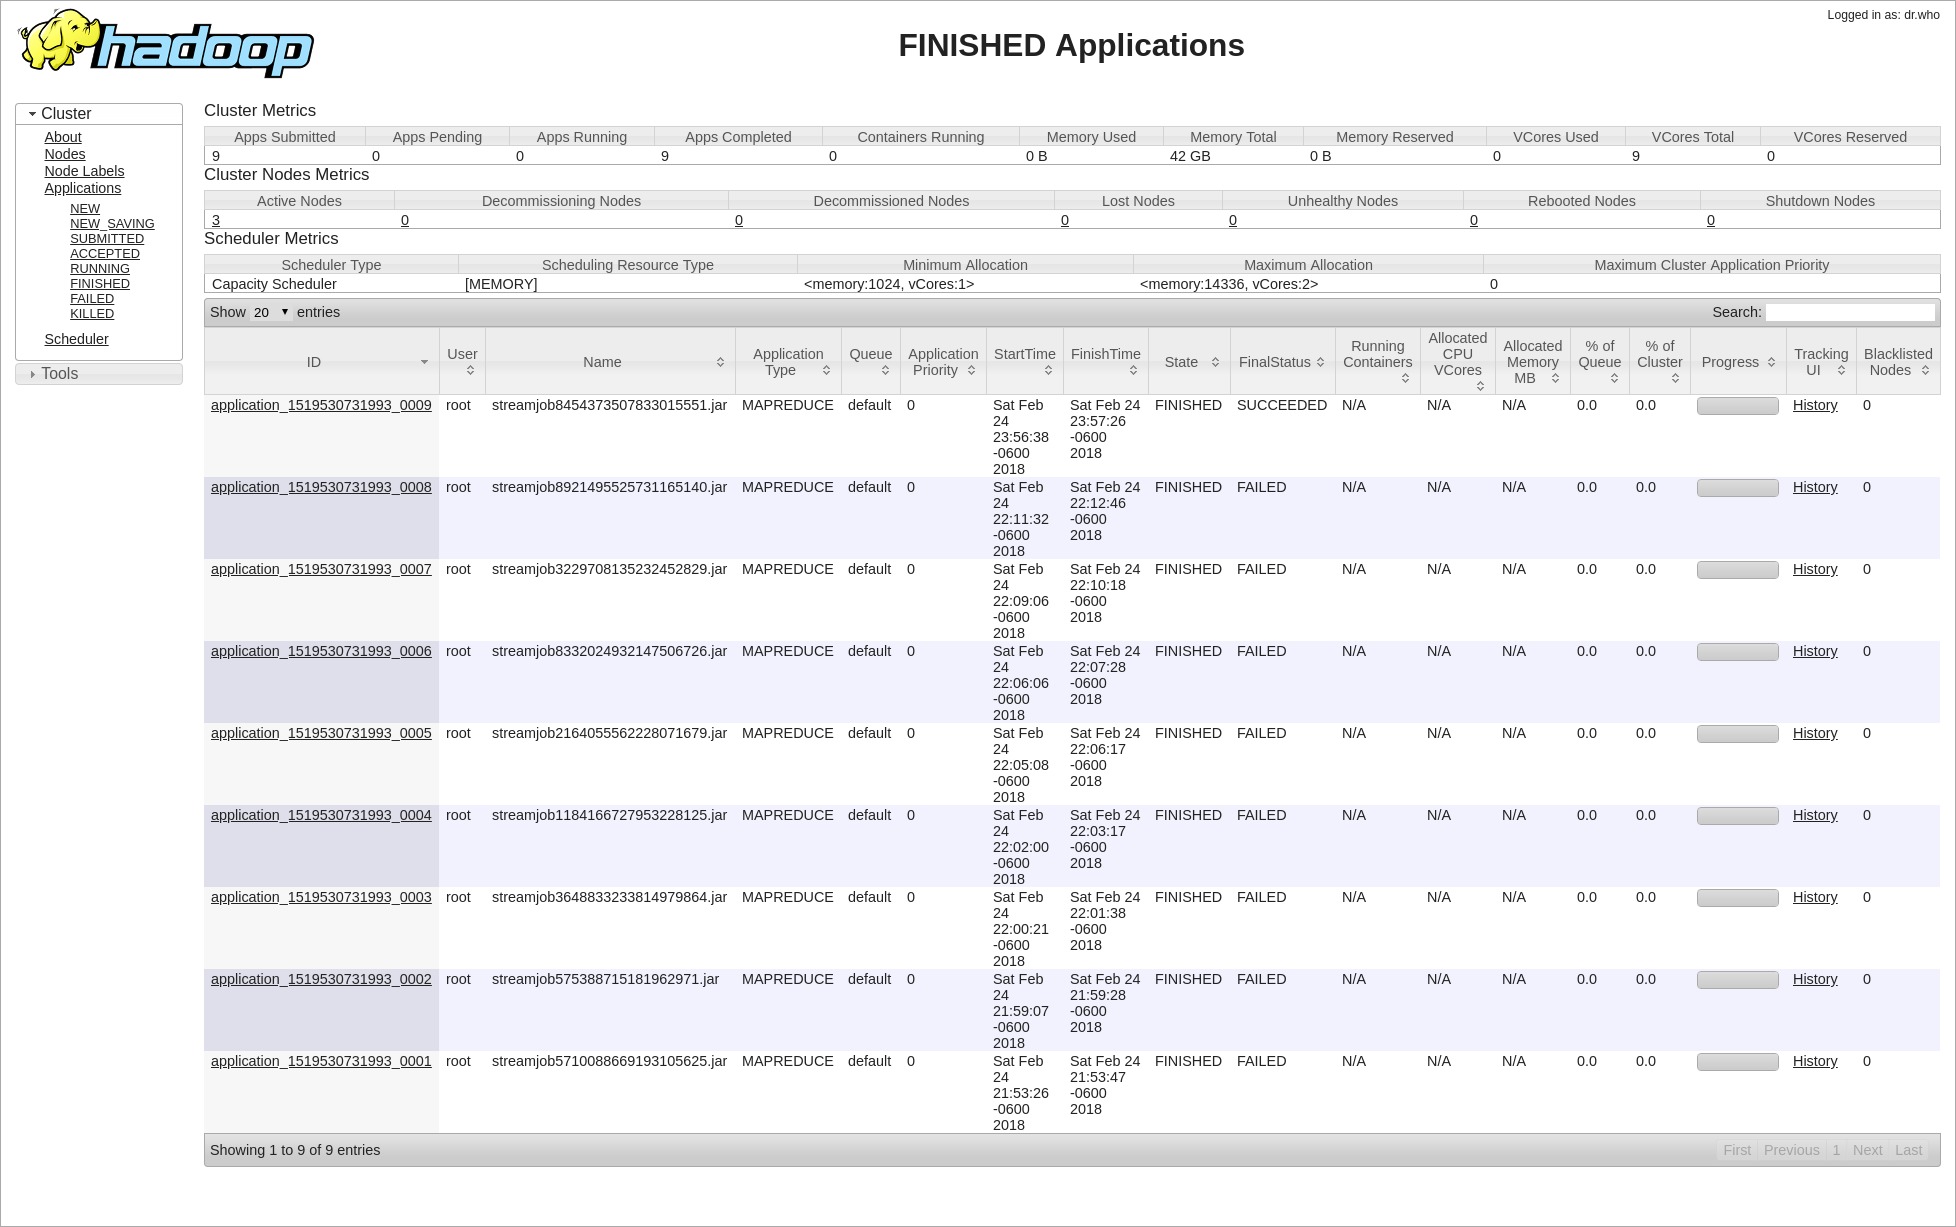 hadoop
Logged in as: dr.who
FINISHED Applications
Cluster
About
Nodes
Node Labels
Applications
NEW
NEW_SAVING
SUBMITTED
ACCEPTED
RUNNING
FINISHED
FAILED
KILLED
Scheduler
Tools
Cluster Metrics
Apps Submitted Apps Pending Apps Running Apps Completed Containers Running Memory Used Memory Total Memory Reserved VCores Used VCores Total VCores Reserved
9 0 0 9 0 0 B 42 GB 0 B 0 9 0
Cluster Nodes Metrics
Active Nodes Decommissioning Nodes Decommissioned Nodes Lost Nodes Unhealthy Nodes Rebooted Nodes Shutdown Nodes
3 0 0 0 0 0 0
Scheduler Metrics
Scheduler Type Scheduling Resource Type Minimum Allocation Maximum Allocation Maximum Cluster Application Priority
Capacity Scheduler [MEMORY] <memory:1024, vCores:1> <memory:14336, vCores:2> 0
Show 20 entries Search:
ID User Name Application Type Queue Application Priority StartTime FinishTime State FinalStatus Running Containers Allocated CPU VCores Allocated Memory MB % of Queue % of Cluster Progress Tracking UI Blacklisted Nodes
application_1519530731993_0009 root streamjob8454373507833015551.jar MAPREDUCE default 0 Sat Feb 24 23:56:38 -0600 2018 Sat Feb 24 23:57:26 -0600 2018 FINISHED SUCCEEDED N/A N/A N/A 0.0 0.0 History 0
application_1519530731993_0008 root streamjob8921495525731165140.jar MAPREDUCE default 0 Sat Feb 24 22:11:32 -0600 2018 Sat Feb 24 22:12:46 -0600 2018 FINISHED FAILED N/A N/A N/A 0.0 0.0 History 0
application_1519530731993_0007 root streamjob3229708135232452829.jar MAPREDUCE default 0 Sat Feb 24 22:09:06 -0600 2018 Sat Feb 24 22:10:18 -0600 2018 FINISHED FAILED N/A N/A N/A 0.0 0.0 History 0
application_1519530731993_0006 root streamjob8332024932147506726.jar MAPREDUCE default 0 Sat Feb 24 22:06:06 -0600 2018 Sat Feb 24 22:07:28 -0600 2018 FINISHED FAILED N/A N/A N/A 0.0 0.0 History 0
application_1519530731993_0005 root streamjob2164055562228071679.jar MAPREDUCE default 0 Sat Feb 24 22:05:08 -0600 2018 Sat Feb 24 22:06:17 -0600 2018 FINISHED FAILED N/A N/A N/A 0.0 0.0 History 0
application_1519530731993_0004 root streamjob1184166727953228125.jar MAPREDUCE default 0 Sat Feb 24 22:02:00 -0600 2018 Sat Feb 24 22:03:17 -0600 2018 FINISHED FAILED N/A N/A N/A 0.0 0.0 History 0
application_1519530731993_0003 root streamjob3648833233814979864.jar MAPREDUCE default 0 Sat Feb 24 22:00:21 -0600 2018 Sat Feb 24 22:01:38 -0600 2018 FINISHED FAILED N/A N/A N/A 0.0 0.0 History 0
application_1519530731993_0002 root streamjob575388715181962971.jar MAPREDUCE default 0 Sat Feb 24 21:59:07 -0600 2018 Sat Feb 24 21:59:28 -0600 2018 FINISHED FAILED N/A N/A N/A 0.0 0.0 History 0
application_1519530731993_0001 root streamjob5710088669193105625.jar MAPREDUCE default 0 Sat Feb 24 21:53:26 -0600 2018 Sat Feb 24 21:53:47 -0600 2018 FINISHED FAILED N/A N/A N/A 0.0 0.0 History 0
Showing 1 to 9 of 9 entries First Previous 1 Next Last